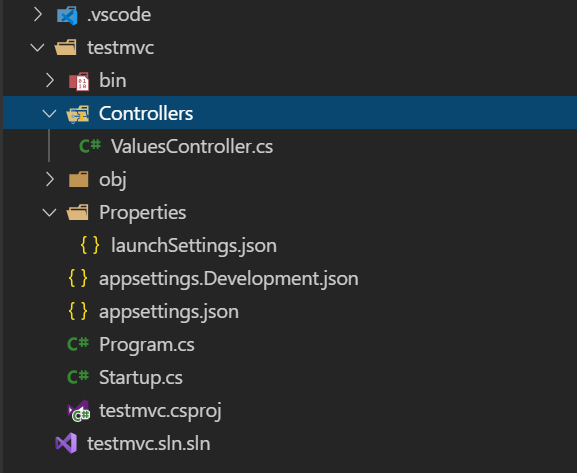 .vscode
testmvc
bin
Controllers
C# ValuesController.cs
obj
Properties
{ } launchSettings.json
{ } appsettings.Development.json
{ } appsettings.json
C# Program.cs
C# Startup.cs
testmvc.csproj
testmvc.sln.sln